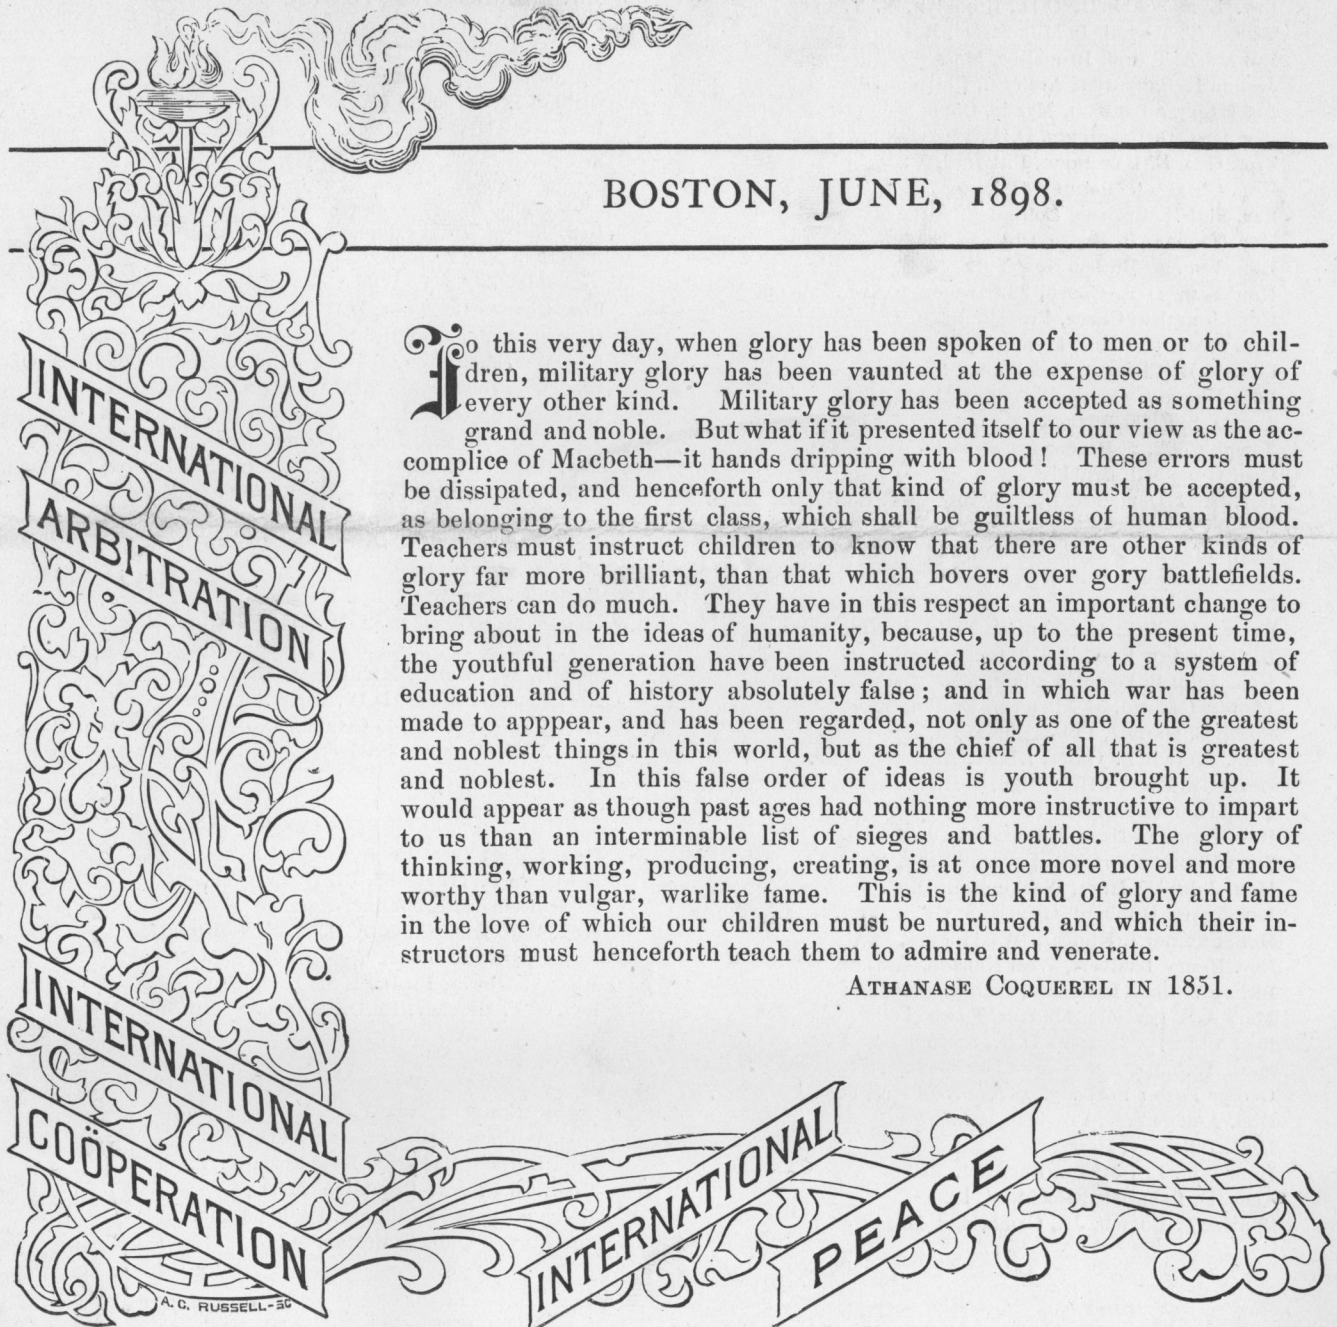 BOSTON, JUNE, 1898.
To this very day, when glory has been spoken of to men or to chil-
dren, military glory has been vaunted at the expense of glory of
every other kind. Military glory has been accepted as something
grand and noble. But what if it presented itself to our view as the ac-
complice of Macbeth—it hands dripping with blood! These errors must
be dissipated, and henceforth only that kind of glory must be accepted,
as belonging to the first class, which shall be guiltless of human blood.
Teachers must instruct children to know that there are other kinds of
glory far more brilliant, than that which hovers over gory battlefields.
Teachers can do much. They have in this respect an important change to
bring about in the ideas of humanity, because, up to the present time,
the youthful generation have been instructed according to a system of
education and of history absolutely false; and in which war has been
made to apppear, and has been regarded, not only as one of the greatest
and noblest things in this world, but as the chief of all that is greatest
and noblest. In this false order of ideas is youth brought up. It
would appear as though past ages had nothing more instructive to impart
to us than an interminable list of sieges and battles. The glory of
thinking, working, producing, creating, is at once more novel and more
worthy than vulgar, warlike fame. This is the kind of glory and fame
in the love of which our children must be nurtured, and which their in-
structors must henceforth teach them to admire and venerate.
ATHANASE COQUEREL IN 1851.
INTERNATIONAL
ARBITRATION
INTERNATIONAL
COÖPERATION
INTERNATIONAL
PEACE
A. C. RUSSELL-SC